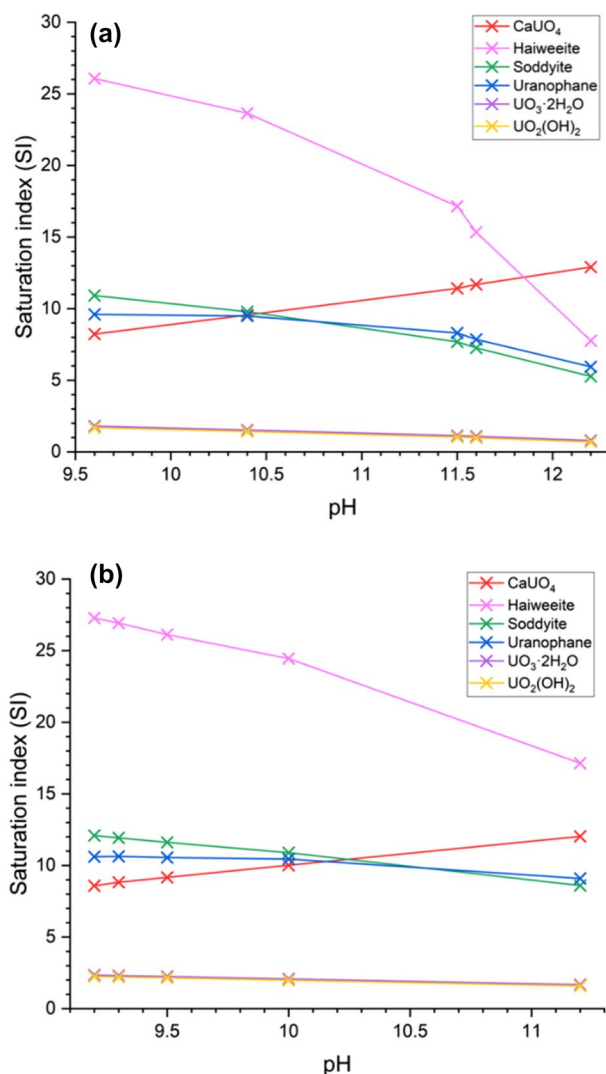 (a)
CaUO₄
Haiweeite
Soddyite
Uranophane
UO₃·2H₂O
UO₂(OH)₂
Saturation index (SI)
30
25
20
15
10
5
0
9.5 10 10.5 11 11.5 12
pH
(b)
CaUO₄
Haiweeite
Soddyite
Uranophane
UO₃·2H₂O
UO₂(OH)₂
Saturation index (SI)
30
25
20
15
10
5
0
9.5 10 10.5 11
pH